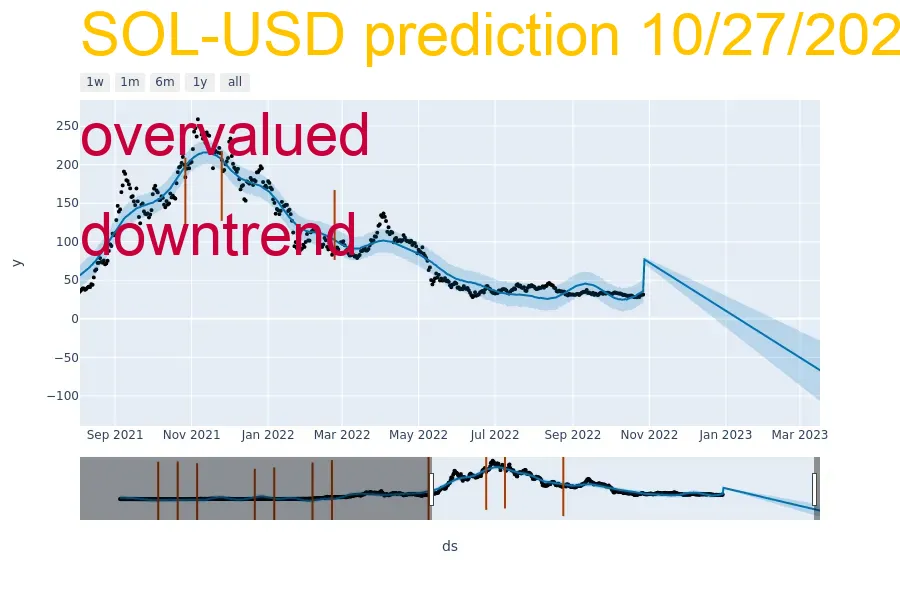 SOL-USD prediction 10/27/202
1w 1m 6m 1y all
overvalued
downtrend
250
200
150
100
50
0
−50
−100
y
Sep 2021 Nov 2021 Jan 2022 Mar 2022 May 2022 Jul 2022 Sep 2022 Nov 2022 Jan 2023 Mar 2023
ds